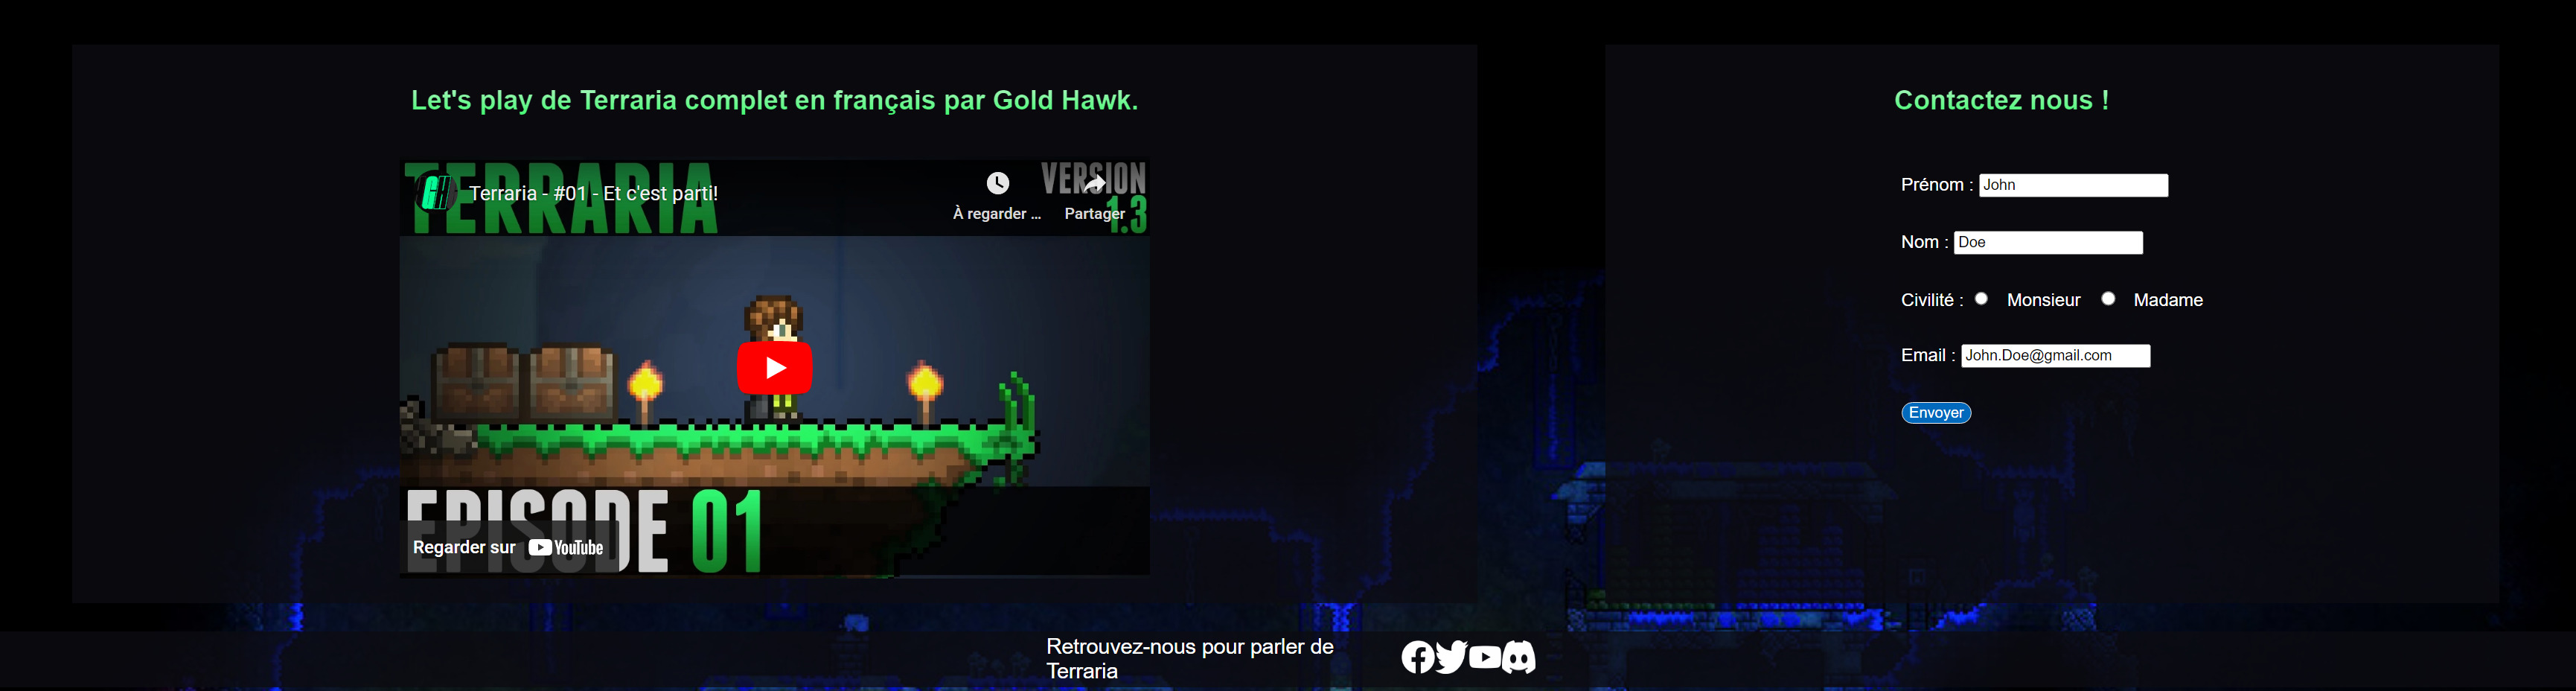 Let's play de Terraria complet en français par Gold Hawk.
TERRARIA
GH
Terraria - #01 - Et c'est parti!
À regarder ...
Partager
VERSION
1.3
EPISODE 01
Regarder sur YouTube
Contactez nous !
Prénom : John
Nom : Doe
Civilité : Monsieur Madame
Email : John.Doe@gmail.com
Envoyer
Retrouvez-nous pour parler de
Terraria